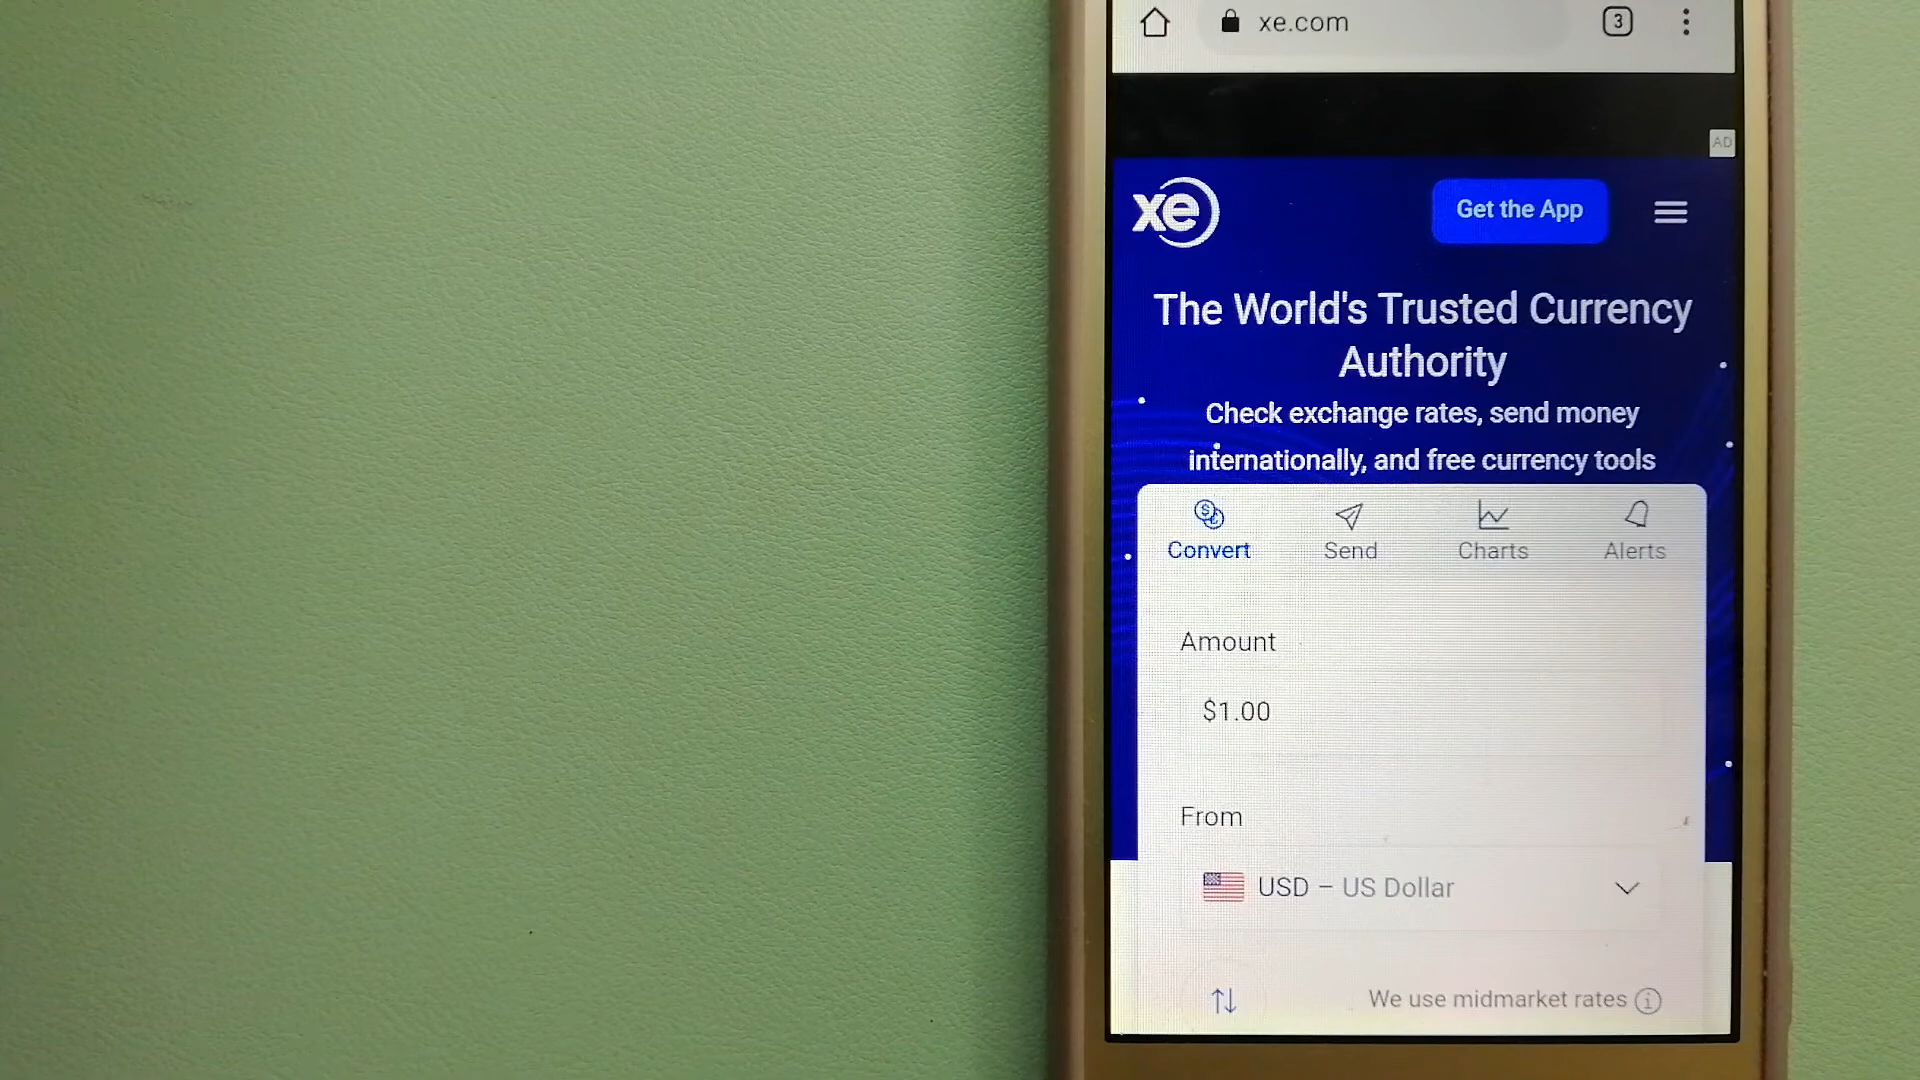 xe.com 3
AD
xe Get the App
The World's Trusted Currency
Authority
Check exchange rates, send money
internationally, and free currency tools
Convert Send Charts Alerts
Amount
$1.00
From
USD – US Dollar
We use midmarket rates